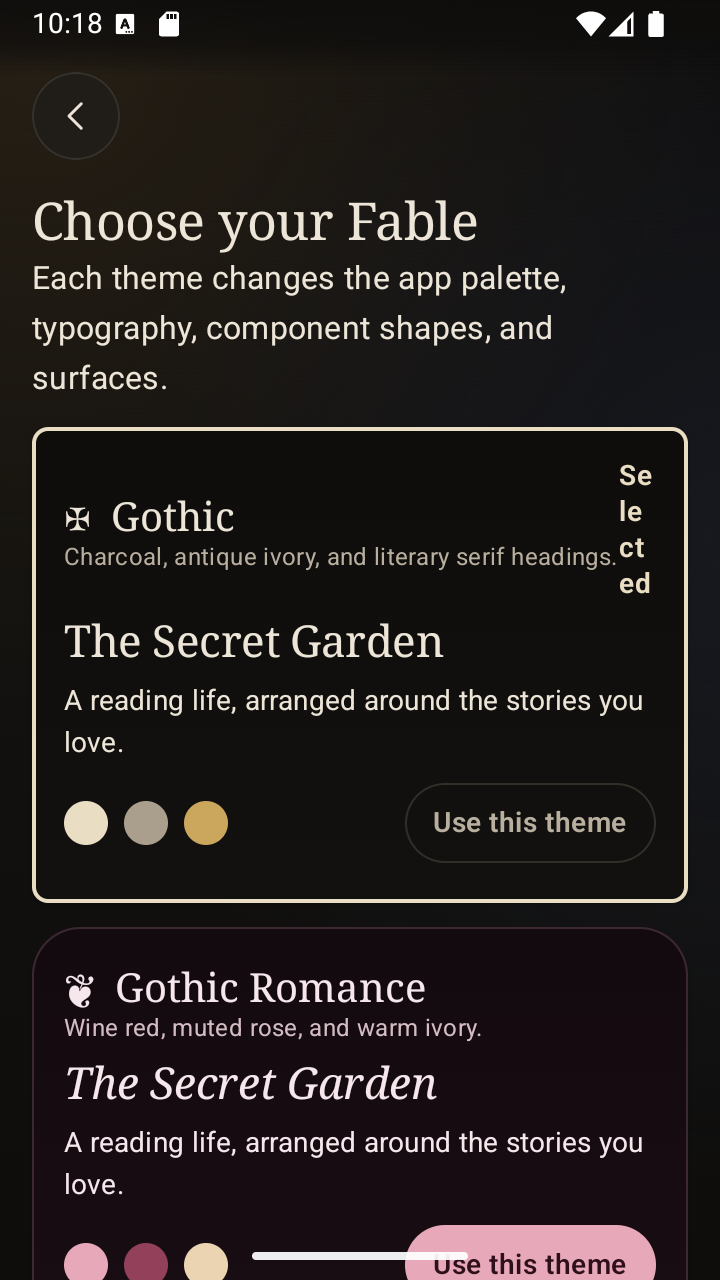 10:18
Choose your Fable
Each theme changes the app palette,
typography, component shapes, and
surfaces.
✠ Gothic
Charcoal, antique ivory, and literary serif headings.
Se
le
ct
ed
The Secret Garden
A reading life, arranged around the stories you
love.
Use this theme
❦ Gothic Romance
Wine red, muted rose, and warm ivory.
The Secret Garden
A reading life, arranged around the stories you
love.
Use this theme